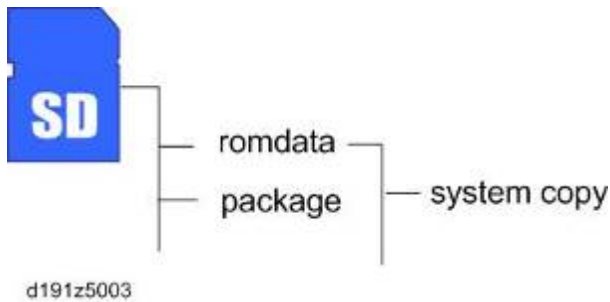 SD
romdata
package
system copy
d191z5003